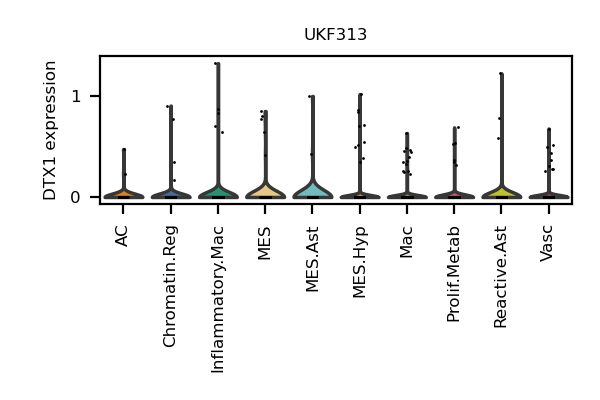 UKF313
DTX1 expression
1
0
AC
Chromatin.Reg
Inflammatory.Mac
MES
MES.Ast
MES.Hyp
Mac
Prolif.Metab
Reactive.Ast
Vasc